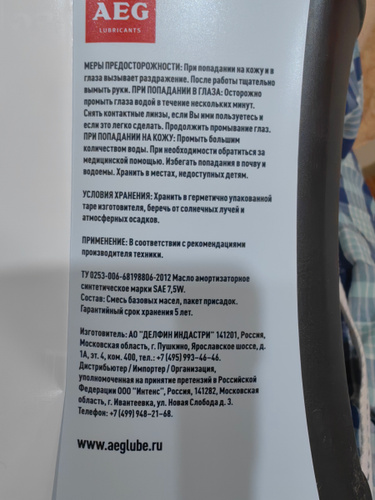 AEG
LUBRICANTS
МЕРЫ ПРЕДОСТОРОЖНОСТИ: При попадании на кожу и в
глаза вызывает раздражение. После работы тщательно
вымыть руки. ПРИ ПОПАДАНИИ В ГЛАЗА: Осторожно
промыть глаза водой в течение нескольких минут.
Снять контактные линзы, если Вы ими пользуетесь и
если это легко сделать. Продолжить промывание глаз.
ПРИ ПОПАДАНИИ НА КОЖУ: Промыть большим
количеством воды. При необходимости обратиться за
медицинской помощью. Избегать попадания в почву и
водоемы. Хранить в местах, недоступных детям.
УСЛОВИЯ ХРАНЕНИЯ: Хранить в герметично упакованной
таре изготовителя, беречь от солнечных лучей и
атмосферных осадков.
ПРИМЕНЕНИЕ: В соответствии с рекомендациями
производителя техники.
ТУ 0253-006-68198806-2012 Масло амортизаторное
синтетическое марки SAE 7,5W.
Состав: Смесь базовых масел, пакет присадок.
Гарантийный срок хранения 5 лет.
Изготовитель: АО "ДЕЛФИН ИНДАСТРИ" 141201, Россия,
Московская область, г. Пушкино, Ярославское шоссе, д.
1А, эт. 4, ком. 400, тел.: +7 (495) 993-46-46.
Дистрибьютер / Импортер / Организация,
уполномоченная на принятие претензий в Российской
Федерации ООО "Интекс", Россия, 141282, Московская
область, г. Ивантеевка, ул. Новая Слобода д. 3.
Телефон: +7 (499) 948-21-68.
www.aeglube.ru